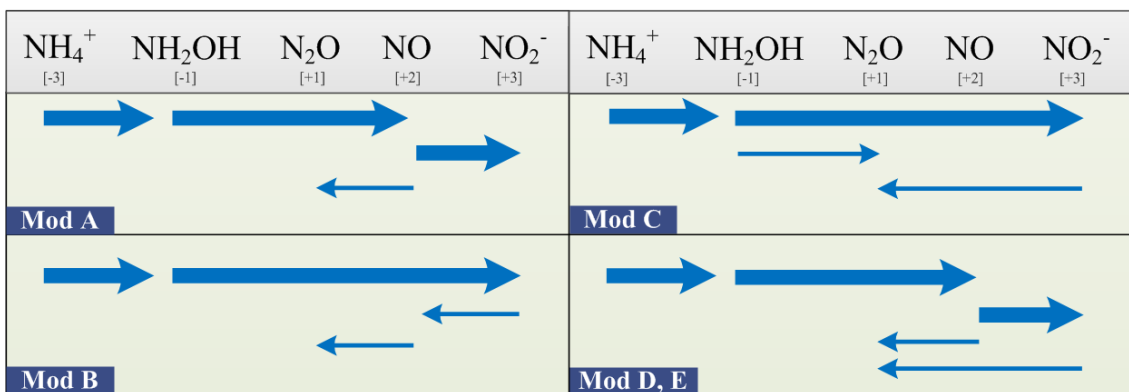 NH₄⁺ NH₂OH N₂O NO NO₂⁻
[-3] [-1] [+1] [+2] [+3]
NH₄⁺ NH₂OH N₂O NO NO₂⁻
[-3] [-1] [+1] [+2] [+3]
Mod A
Mod C
Mod B
Mod D, E